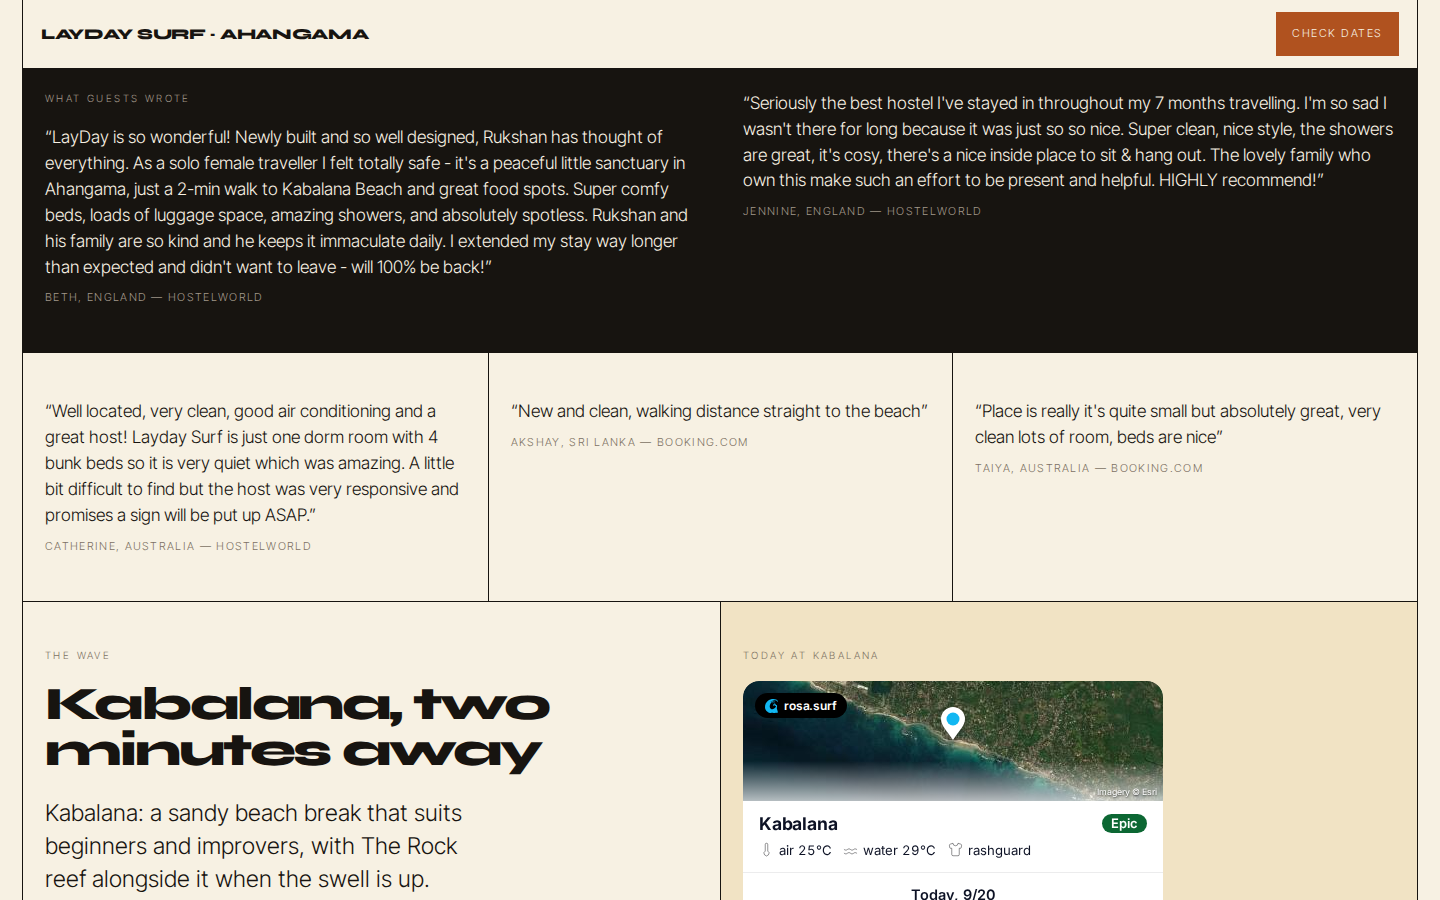 LAYDAY SURF · AHANGAMA
CHECK DATES
WHAT GUESTS WROTE
“LayDay is so wonderful! Newly built and so well designed, Rukshan has thought of
everything. As a solo female traveller I felt totally safe - it's a peaceful little sanctuary in
Ahangama, just a 2-min walk to Kabalana Beach and great food spots. Super comfy
beds, loads of luggage space, amazing showers, and absolutely spotless. Rukshan and
his family are so kind and he keeps it immaculate daily. I extended my stay way longer
than expected and didn't want to leave - will 100% be back!”
BETH, ENGLAND — HOSTELWORLD
“Seriously the best hostel I've stayed in throughout my 7 months travelling. I'm so sad I
wasn't there for long because it was just so so nice. Super clean, nice style, the showers
are great, it's cosy, there's a nice inside place to sit & hang out. The lovely family who
own this make such an effort to be present and helpful. HIGHLY recommend!”
JENNINE, ENGLAND — HOSTELWORLD
“Well located, very clean, good air conditioning and a
great host! Layday Surf is just one dorm room with 4
bunk beds so it is very quiet which was amazing. A little
bit difficult to find but the host was very responsive and
promises a sign will be put up ASAP.”
CATHERINE, AUSTRALIA — HOSTELWORLD
“New and clean, walking distance straight to the beach”
AKSHAY, SRI LANKA — BOOKING.COM
“Place is really it's quite small but absolutely great, very
clean lots of room, beds are nice”
TAIYA, AUSTRALIA — BOOKING.COM
THE WAVE
Kabalana, two
minutes away
Kabalana: a sandy beach break that suits
beginners and improvers, with The Rock
reef alongside it when the swell is up.
TODAY AT KABALANA
rosa.surf
Imagery © Esri
Kabalana
Epic
air 25°C water 29°C rashguard
Today, 9/20